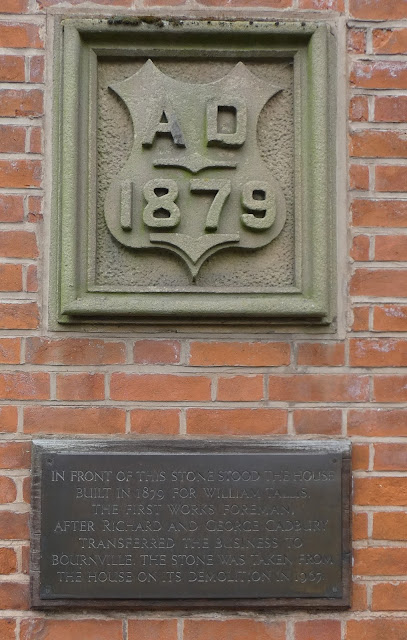 AD
1879
IN FRONT OF THIS STONE STOOD THE HOUSE
BUILT IN 1879 FOR WILLIAM TALLIS,
THE FIRST WORKS FOREMAN,
AFTER RICHARD AND GEORGE CADBURY
TRANSFERRED THE BUSINESS TO
BOURNVILLE. THE STONE WAS TAKEN FROM
THE HOUSE ON ITS DEMOLITION IN